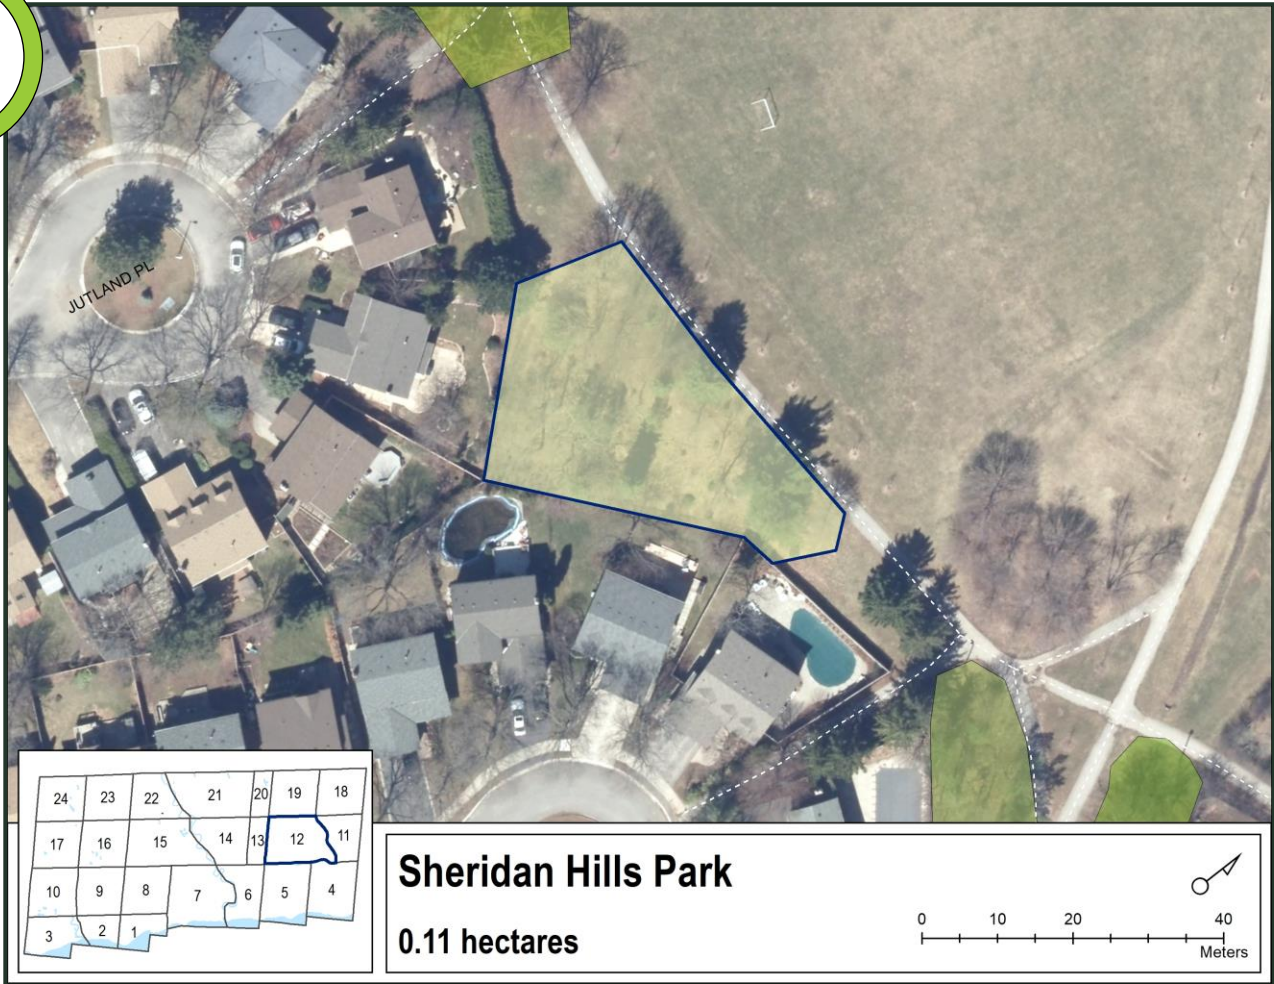 JUTLAND PL
24 23 22 21 20 19 18
17 16 15 14 13 12 11
10 9 8 7 6 5 4
3 2 1
Sheridan Hills Park
0.11 hectares
0 10 20 40
Meters